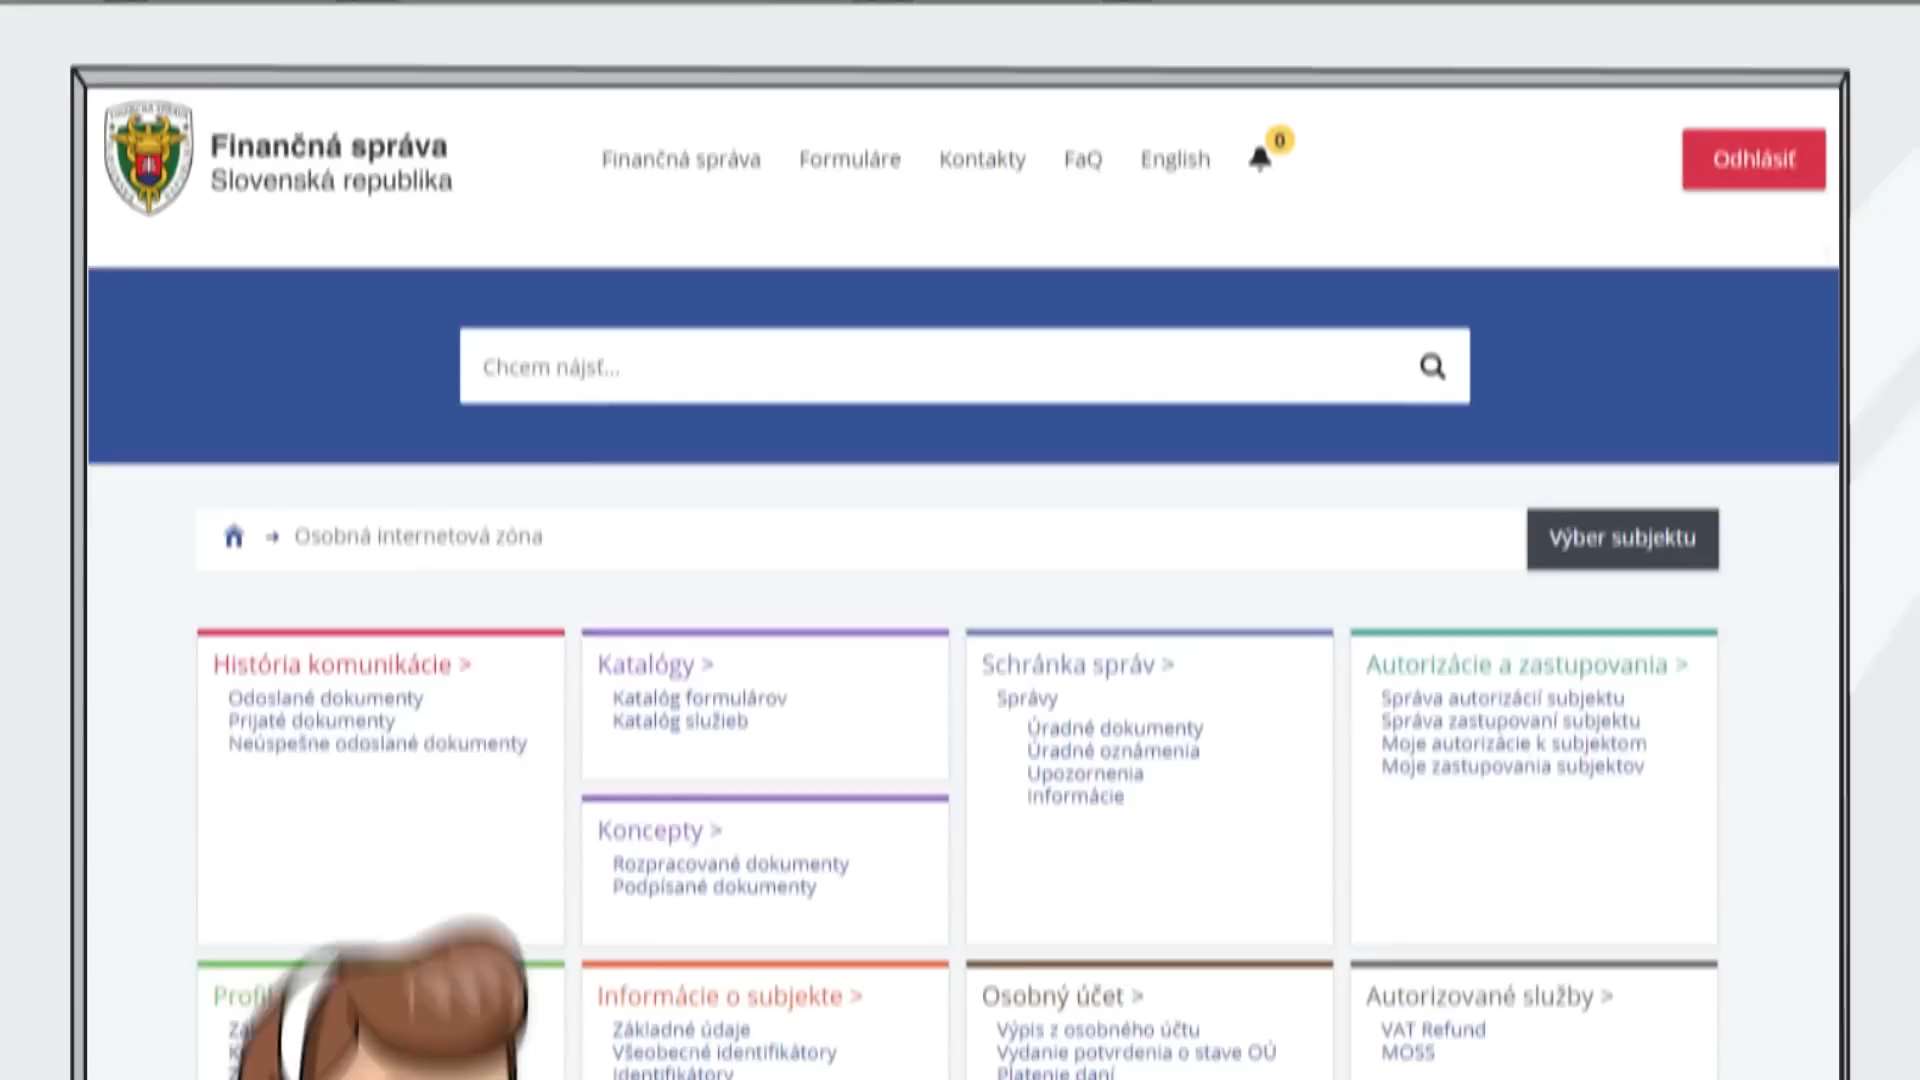 Finančná správa
Slovenská republika
Finančná správa
Formuláre
Kontakty
FaQ
English
0
Odhlásiť
Chcem nájsť...
Osobná internetová zóna
Výber subjektu
História komunikácie >
Odoslané dokumenty
Prijaté dokumenty
Neúspešne odoslané dokumenty
Katalógy >
Katalóg formulárov
Katalóg služieb
Koncepty >
Rozpracované dokumenty
Podpísané dokumenty
Schránka správ >
Správy
Úradné dokumenty
Úradné oznámenia
Upozornenia
Informácie
Autorizácie a zastupovania >
Správa autorizácií subjektu
Správa zastupovaní subjektu
Moje autorizácie k subjektom
Moje zastupovania subjektov
Informácie o subjekte >
Základné údaje
Všeobecné identifikátory
Identifikátory
Osobný účet >
Výpis z osobného účtu
Vydanie potvrdenia o stave OÚ
Platenie daní
Autorizované služby >
VAT Refund
MOSS